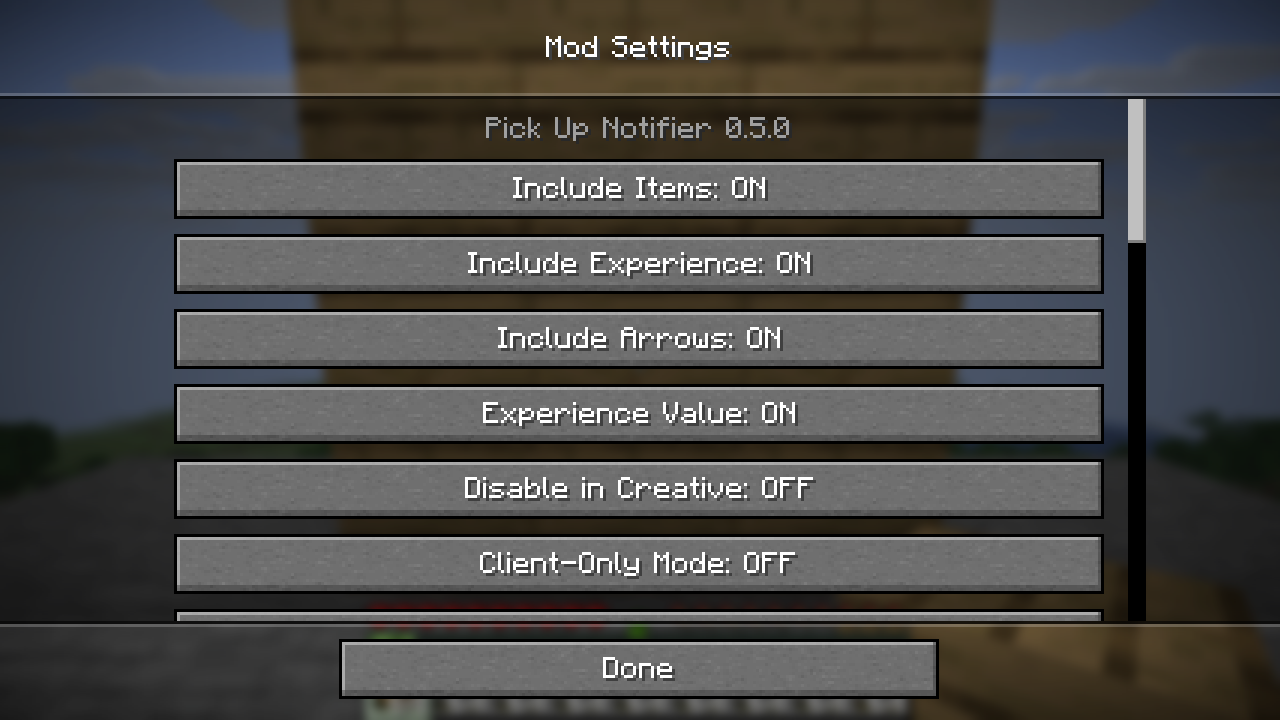 Mod Settings
Pick Up Notifier 0.5.0
Include Items: ON
Include Experience: ON
Include Arrows: ON
Experience Value: ON
Disable in Creative: OFF
Client-Only Mode: OFF
Done